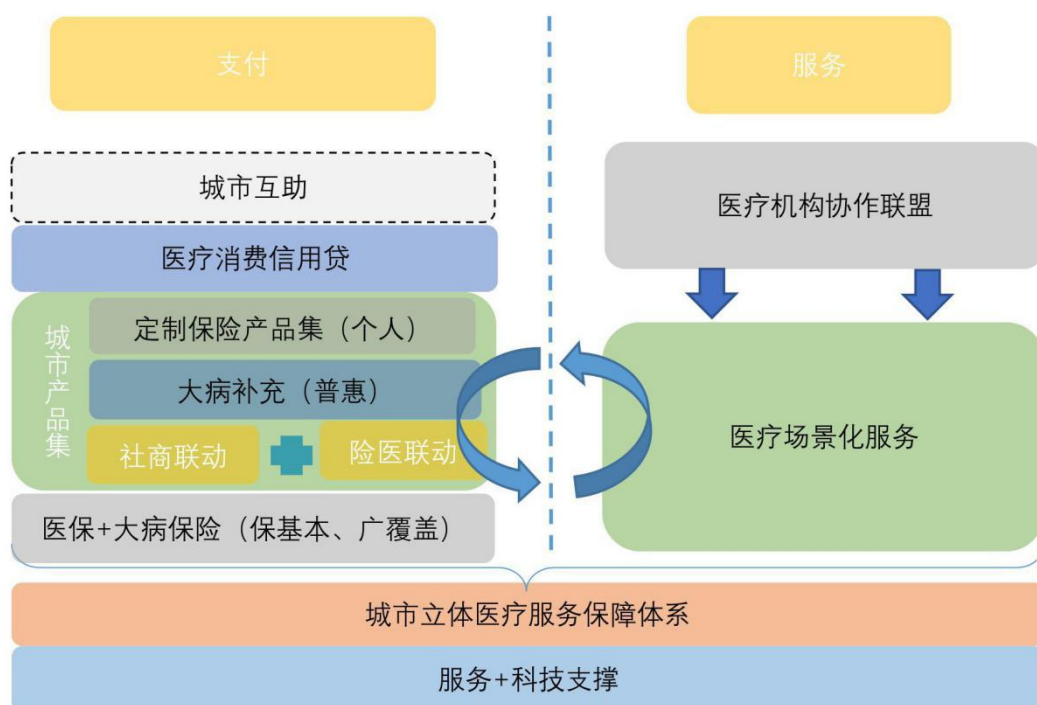 支付
服务
城市互助
医疗消费信用贷
城市产品集
定制保险产品集（个人）
大病补充（普惠）
社商联动
险医联动
医保+大病保险（保基本、广覆盖）
医疗机构协作联盟
医疗场景化服务
城市立体医疗服务保障体系
服务+科技支撑